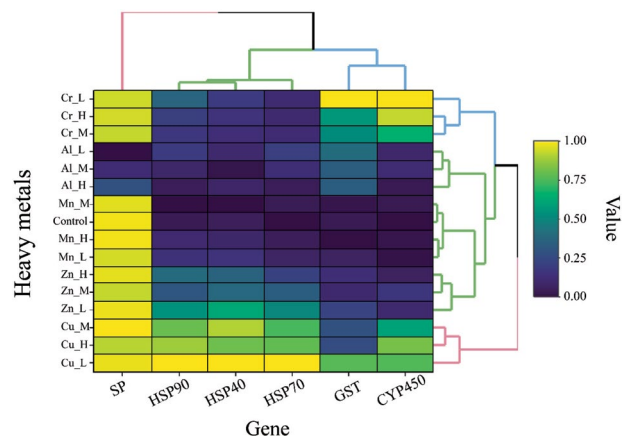 Heavy metals
Cr_L
Cr_H
Cr_M
Al_L
Al_M
Al_H
Mn_M
Control
Mn_H
Mn_L
Zn_H
Zn_M
Zn_L
Cu_M
Cu_H
Cu_L
SP
HSP90
HSP40
HSP70
GST
CYP450
Gene
1.00
0.75
0.50
0.25
0.00
Value